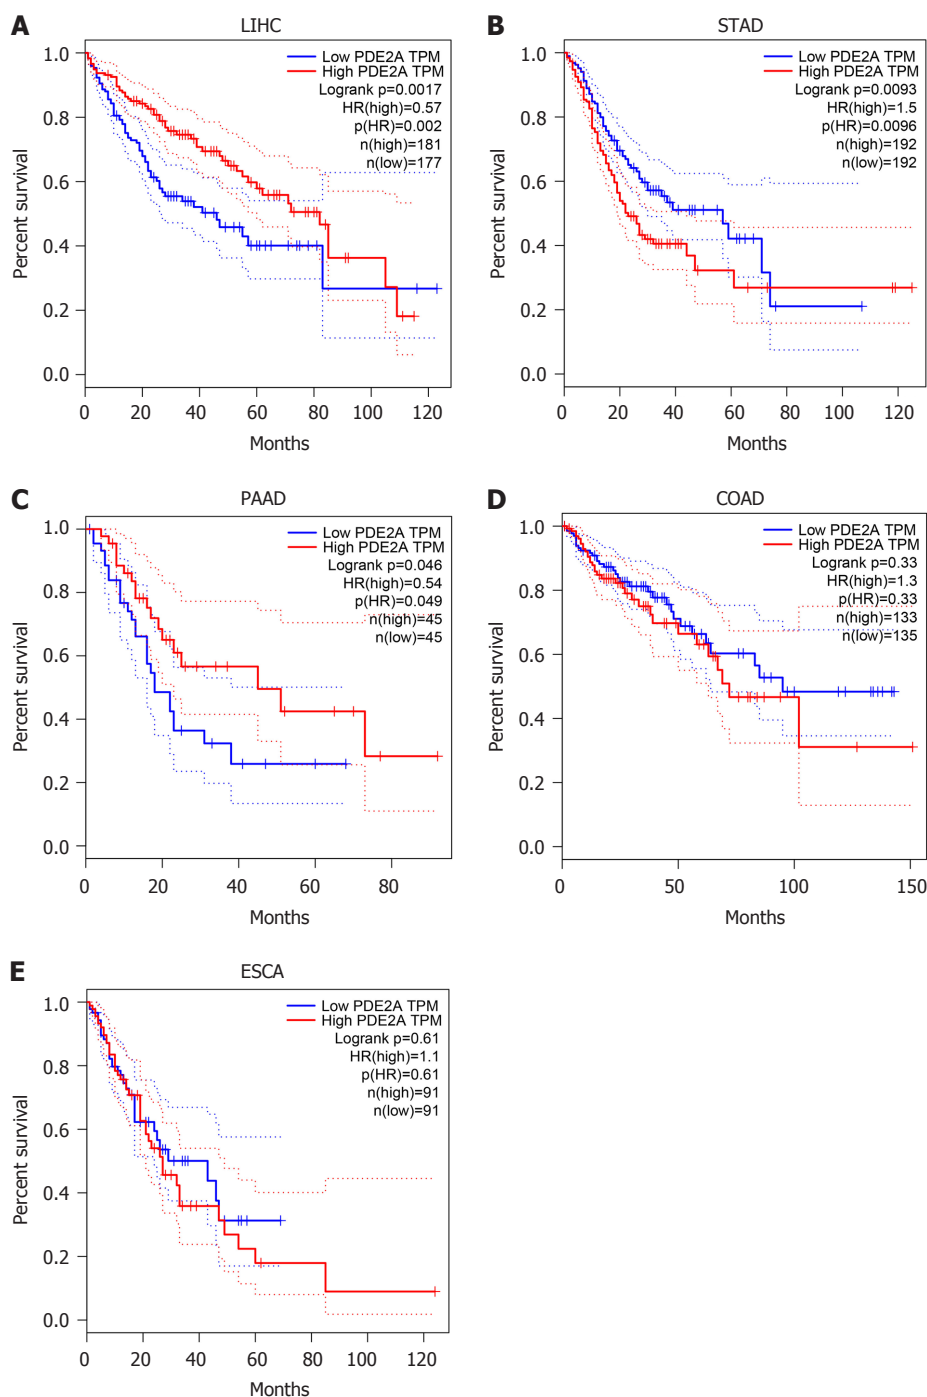 A
LIHC
Low PDE2A TPM
High PDE2A TPM
Logrank p=0.0017
HR(high)=0.57
p(HR)=0.002
n(high)=181
n(low)=177
Percent survival
1.0
0.8
0.6
0.4
0.2
0.0
0 20 40 60 80 100 120
Months
B
STAD
Low PDE2A TPM
High PDE2A TPM
Logrank p=0.0093
HR(high)=1.5
p(HR)=0.0096
n(high)=192
n(low)=192
Percent survival
1.0
0.8
0.6
0.4
0.2
0.0
0 20 40 60 80 100 120
Months
C
PAAD
Low PDE2A TPM
High PDE2A TPM
Logrank p=0.046
HR(high)=0.54
p(HR)=0.049
n(high)=45
n(low)=45
Percent survival
1.0
0.8
0.6
0.4
0.2
0.0
0 20 40 60 80
Months
D
COAD
Low PDE2A TPM
High PDE2A TPM
Logrank p=0.33
HR(high)=1.3
p(HR)=0.33
n(high)=133
n(low)=135
Percent survival
1.0
0.8
0.6
0.4
0.2
0.0
0 50 100 150
Months
E
ESCA
Low PDE2A TPM
High PDE2A TPM
Logrank p=0.61
HR(high)=1.1
p(HR)=0.61
n(high)=91
n(low)=91
Percent survival
1.0
0.8
0.6
0.4
0.2
0.0
0 20 40 60 80 100 120
Months